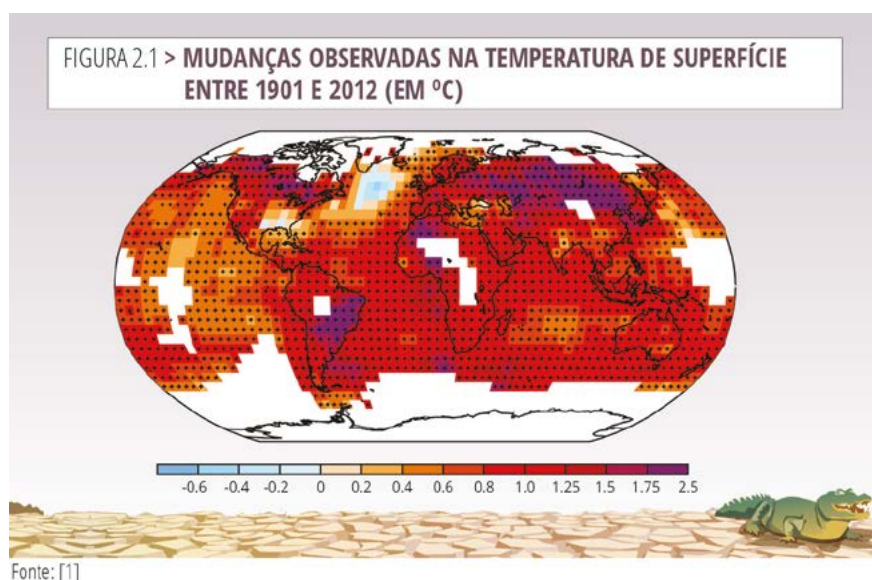 FIGURA 2.1 > MUDANÇAS OBSERVADAS NA TEMPERATURA DE SUPERFÍCIE
ENTRE 1901 E 2012 (EM ºC)
-0.6 -0.4 -0.2 0 0.2 0.4 0.6 0.8 1.0 1.25 1.5 1.75 2.5
Fonte: [1]